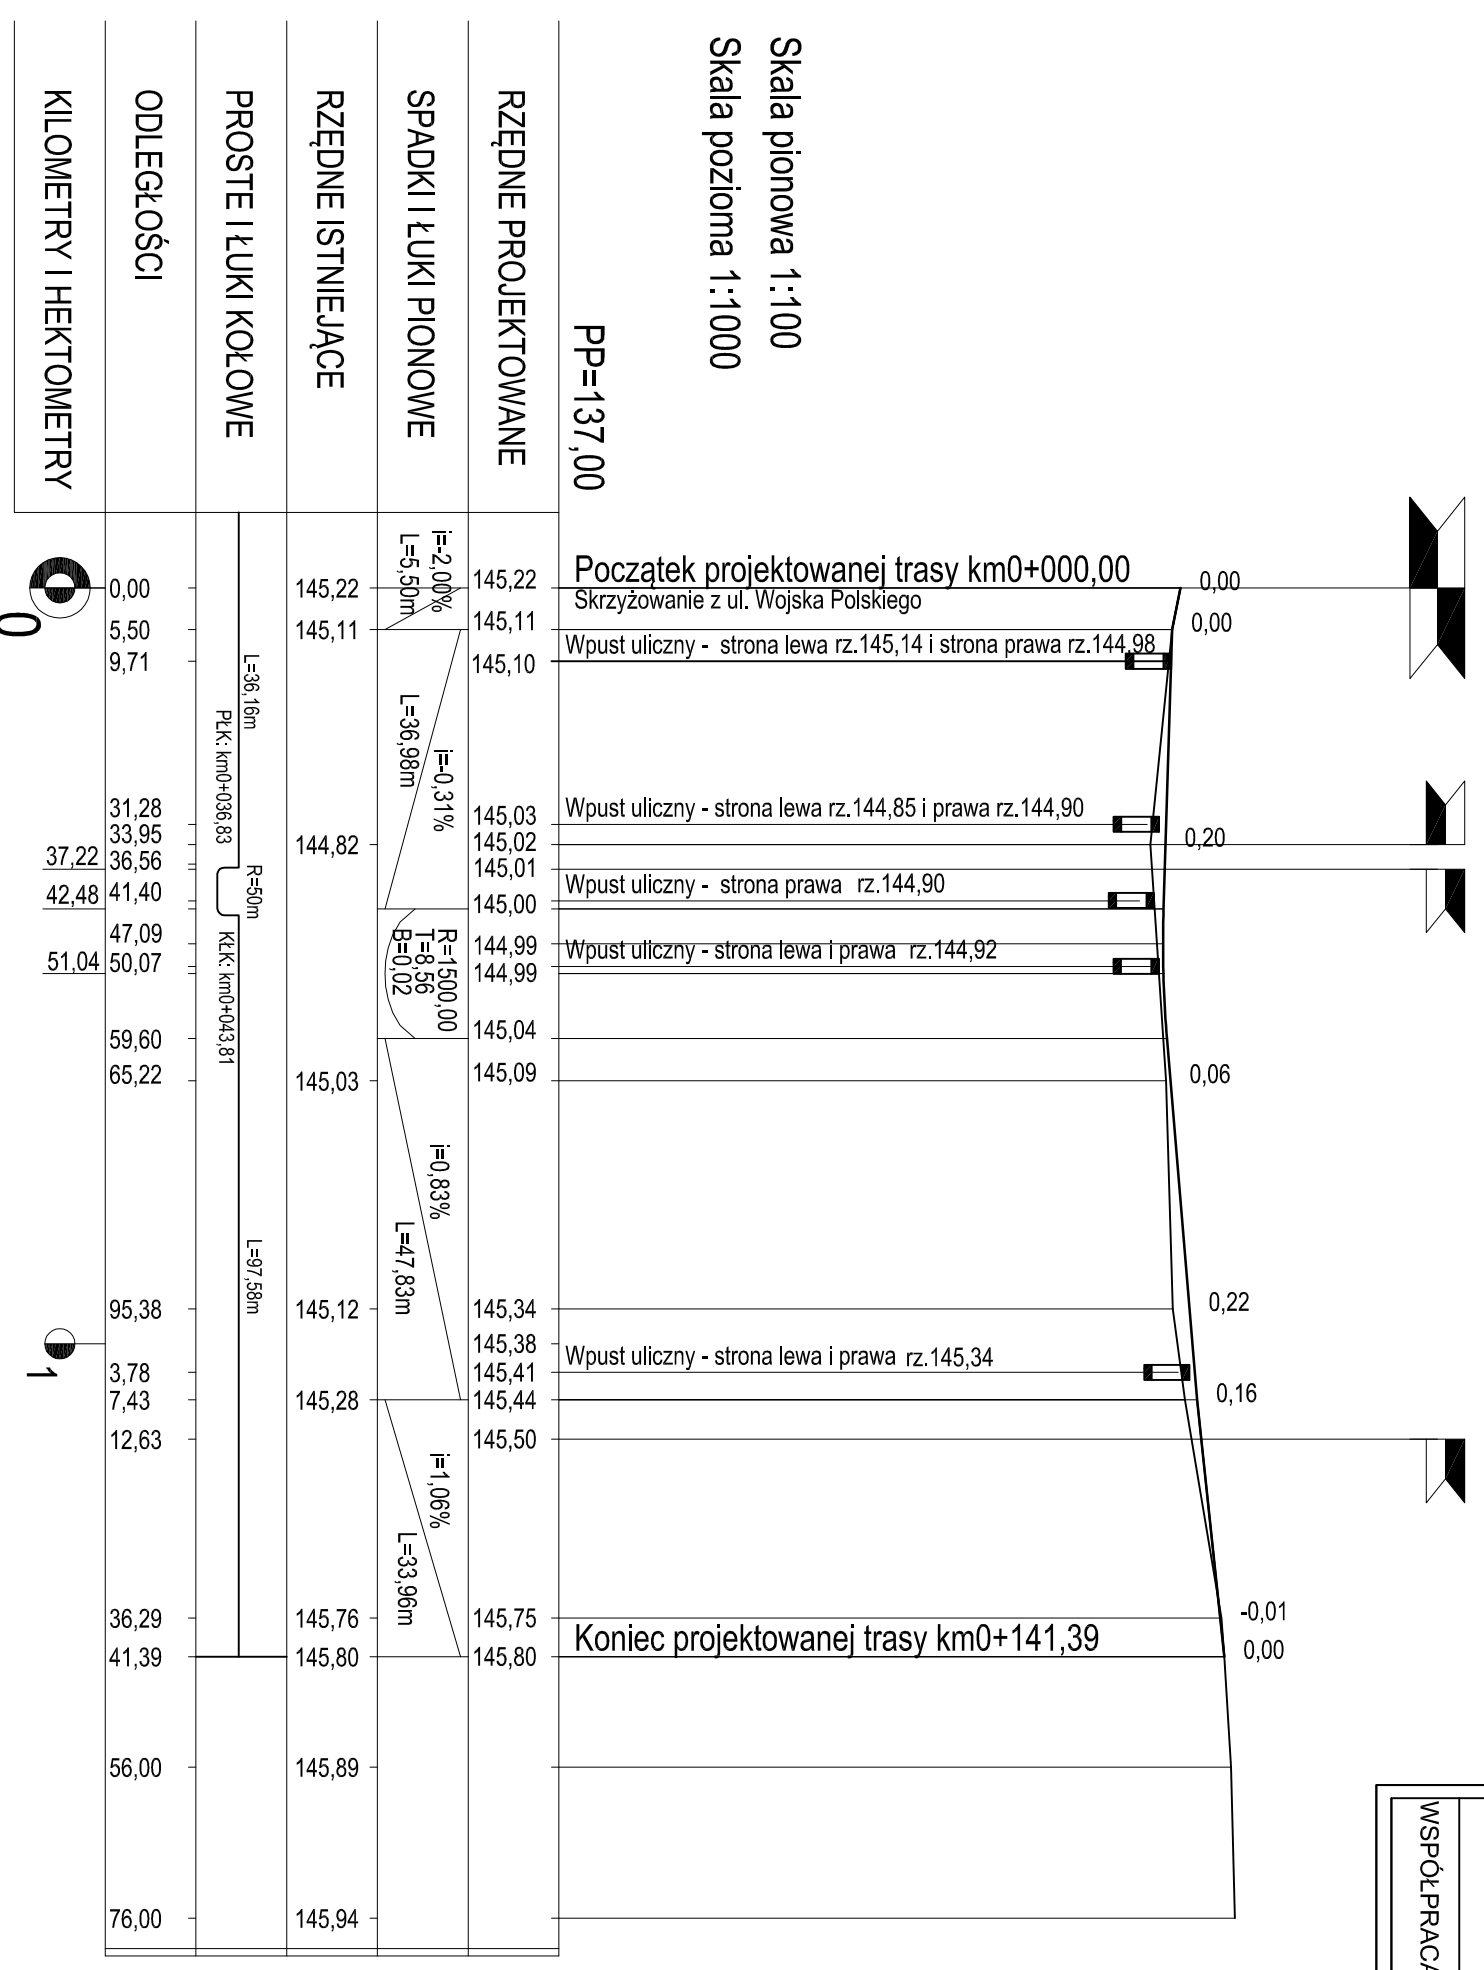 Skala pionowa 1:100
Skala pozioma 1:1000
PP=137,00
RZĘDNE PROJEKTOWANE
SPADKI I ŁUKI PIONOWE
RZĘDNE ISTNIEJĄCE
PROSTE I ŁUKI KOŁOWE
ODLEGŁOŚCI
KILOMETRY I HEKTOMETRY
Początek projektowanej trasy km0+000,00
Skrzyżowanie z ul. Wojska Polskiego
Wpust uliczny - strona lewa rz.145,14 i strona prawa rz.144,98
Wpust uliczny - strona lewa rz.144,85 i prawa rz.144,90
Wpust uliczny - strona prawa rz.144,90
Wpust uliczny - strona lewa i prawa rz.144,92
Wpust uliczny - strona lewa i prawa rz.145,34
Koniec projektowanej trasy km0+141,39
0,00
0,00
0,20
0,06
0,22
0,16
-0,01
0,00
145,22
145,11
145,10
145,03
145,02
145,01
145,00
144,99
144,99
145,04
145,09
145,34
145,38
145,41
145,44
145,50
145,75
145,80
i=-2,00%
L=5,50m
i=-0,31%
L=36,98m
R=1500,00
T=8,56
B=0,02
i=0,83%
L=47,83m
i=1,06%
L=33,96m
145,22
145,11
144,82
145,03
145,12
145,28
145,76
145,80
145,89
145,94
L=36,16m
PŁK: km0+036,83
R=50m
KŁK: km0+043,81
L=97,58m
0,00
5,50
9,71
31,28
33,95
36,56
41,40
47,09
50,07
59,60
65,22
95,38
3,78
7,43
12,63
36,29
41,39
56,00
76,00
37,22
42,48
51,04
0
1
WSPÓŁPRACA